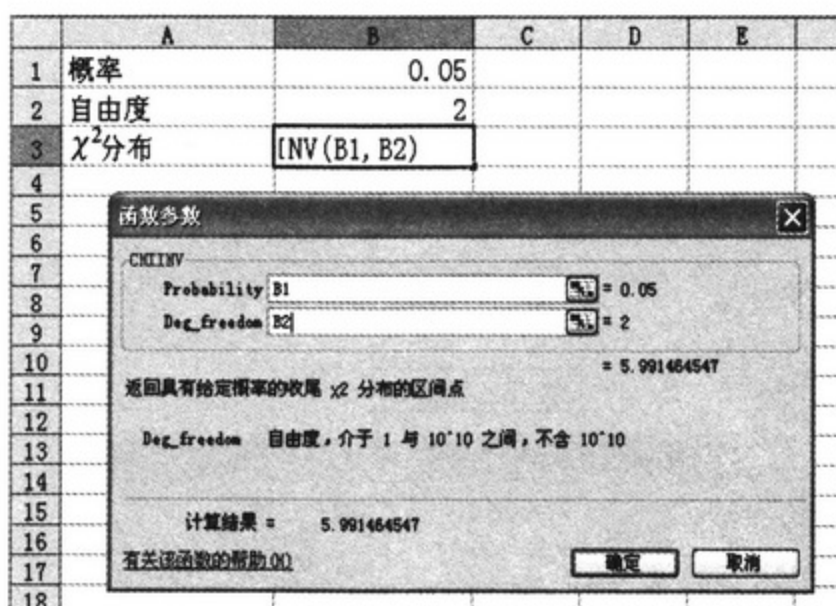 A B C D E
1 概率 0.05
2 自由度 2
3 χ²分布 INV(B1, B2)
4
5 函数参数
6
7 CHIINV
8 Probability B1 = 0.05
9 Deg_freedom B2 = 2
10 = 5.991464547
11 返回具有给定概率的收尾 χ2 分布的区间点
12
13 Deg_freedom 自由度，介于 1 与 10^10 之间，不含 10^10
14
15 计算结果 = 5.991464547
16
17 有关该函数的帮助(H) 确定 取消
18